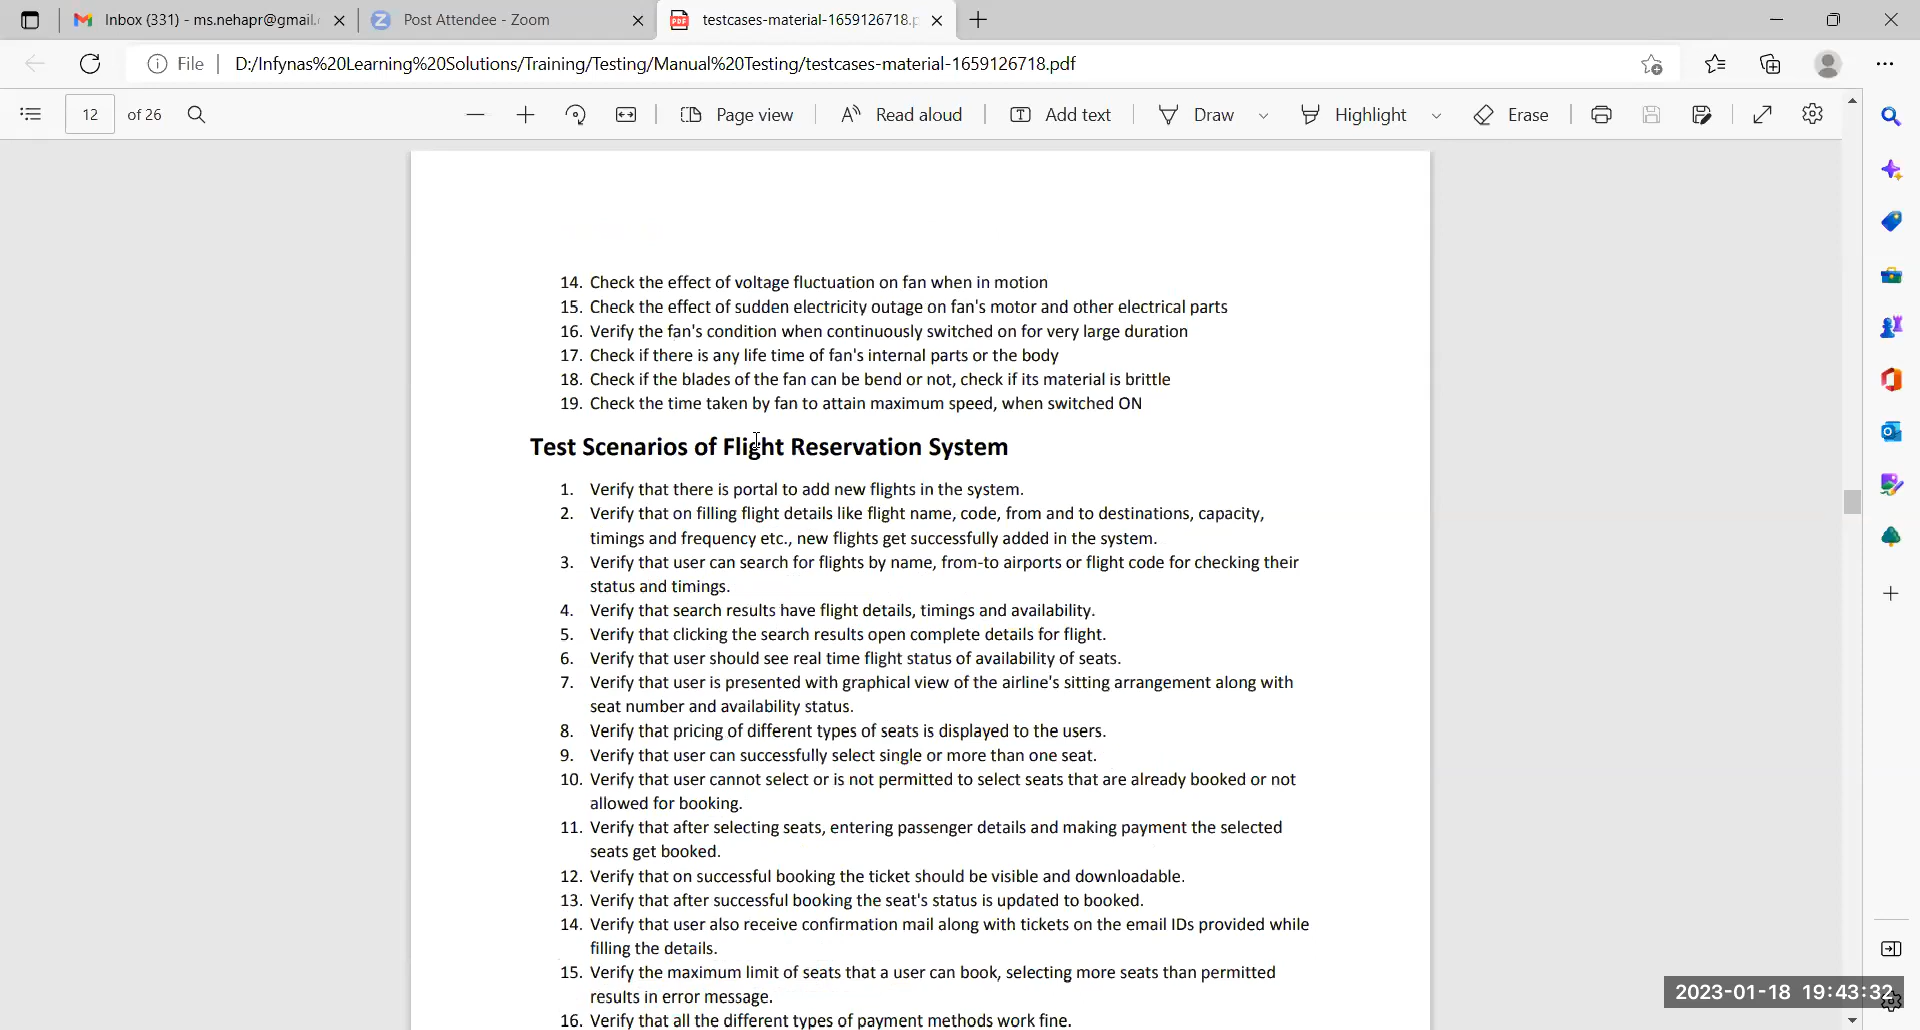 Inbox (331) - ms.nehapr@gmail.
Post Attendee - Zoom
testcases-material-1659126718.p
File
D:/Infynas%20Learning%20Solutions/Training/Testing/Manual%20Testing/testcases-material-1659126718.pdf
12 of 26
Page view
Read aloud
Add text
Draw
Highlight
Erase
14. Check the effect of voltage fluctuation on fan when in motion
15. Check the effect of sudden electricity outage on fan's motor and other electrical parts
16. Verify the fan's condition when continuously switched on for very large duration
17. Check if there is any life time of fan's internal parts or the body
18. Check if the blades of the fan can be bend or not, check if its material is brittle
19. Check the time taken by fan to attain maximum speed, when switched ON
Test Scenarios of Flight Reservation System
1. Verify that there is portal to add new flights in the system.
2. Verify that on filling flight details like flight name, code, from and to destinations, capacity,
timings and frequency etc., new flights get successfully added in the system.
3. Verify that user can search for flights by name, from-to airports or flight code for checking their
status and timings.
4. Verify that search results have flight details, timings and availability.
5. Verify that clicking the search results open complete details for flight.
6. Verify that user should see real time flight status of availability of seats.
7. Verify that user is presented with graphical view of the airline's sitting arrangement along with
seat number and availability status.
8. Verify that pricing of different types of seats is displayed to the users.
9. Verify that user can successfully select single or more than one seat.
10. Verify that user cannot select or is not permitted to select seats that are already booked or not
allowed for booking.
11. Verify that after selecting seats, entering passenger details and making payment the selected
seats get booked.
12. Verify that on successful booking the ticket should be visible and downloadable.
13. Verify that after successful booking the seat's status is updated to booked.
14. Verify that user also receive confirmation mail along with tickets on the email IDs provided while
filling the details.
15. Verify the maximum limit of seats that a user can book, selecting more seats than permitted
results in error message.
16. Verify that all the different types of payment methods work fine.
2023-01-18 19:43:32